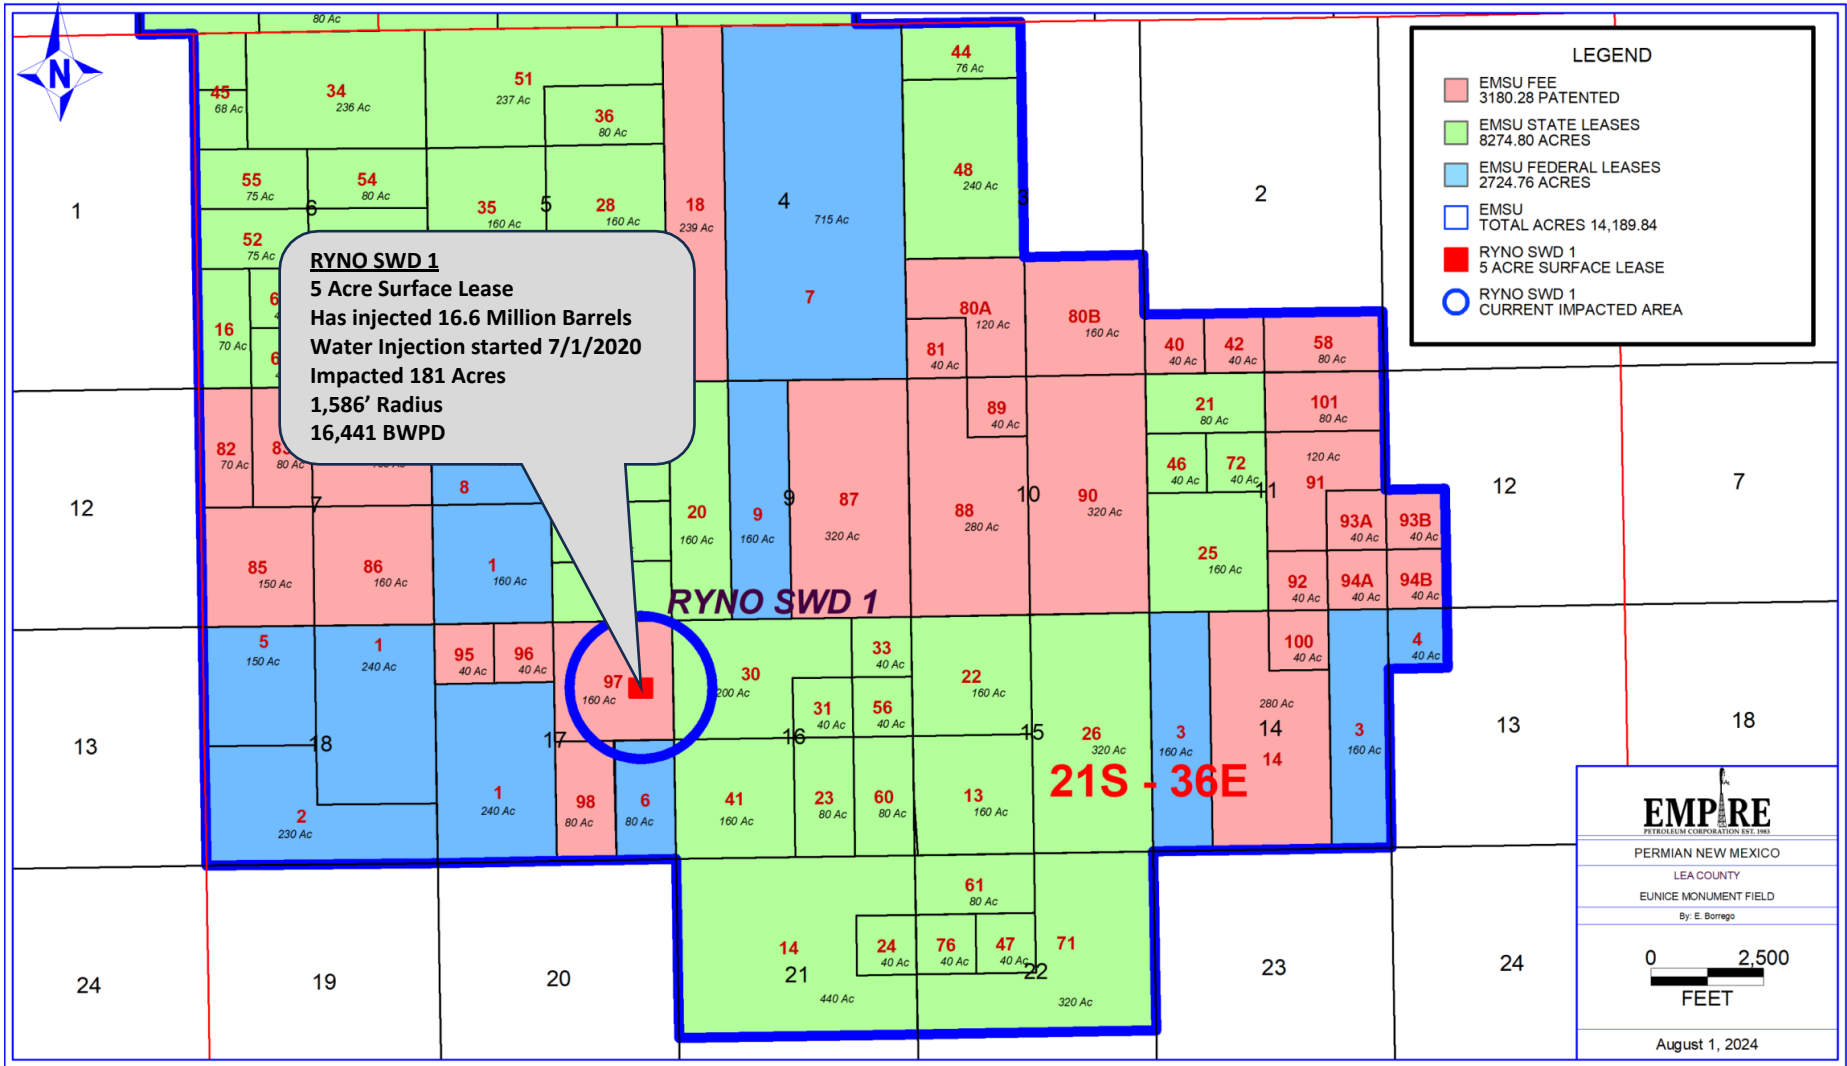 80 Ac
N
45
68 Ac
34
236 Ac
51
237 Ac
36
80 Ac
44
76 Ac
48
240 Ac
55
75 Ac
54
80 Ac
6
35
160 Ac
5
28
160 Ac
18
239 Ac
4
715 Ac
7
3
2
1
52
75 Ac
16
70 Ac
6
6
RYNO SWD 1
5 Acre Surface Lease
Has injected 16.6 Million Barrels
Water Injection started 7/1/2020
Impacted 181 Acres
1,586’ Radius
16,441 BWPD
LEGEND
EMSU FEE
3180.28 PATENTED
EMSU STATE LEASES
8274.80 ACRES
EMSU FEDERAL LEASES
2724.76 ACRES
EMSU
TOTAL ACRES 14,189.84
RYNO SWD 1
5 ACRE SURFACE LEASE
RYNO SWD 1
CURRENT IMPACTED AREA
80A
120 Ac
80B
160 Ac
81
40 Ac
40
40 Ac
42
40 Ac
58
80 Ac
89
40 Ac
21
80 Ac
101
80 Ac
12
82
70 Ac
83
80 Ac
7
8
20
160 Ac
9
160 Ac
9
87
320 Ac
88
280 Ac
10
90
320 Ac
46
40 Ac
72
40 Ac
11
120 Ac
91
93A
40 Ac
93B
40 Ac
12
7
85
150 Ac
86
160 Ac
1
160 Ac
25
160 Ac
92
40 Ac
94A
40 Ac
94B
40 Ac
RYNO SWD 1
13
5
150 Ac
1
240 Ac
18
2
230 Ac
95
40 Ac
96
40 Ac
17
97
160 Ac
1
240 Ac
98
80 Ac
6
80 Ac
30
200 Ac
33
40 Ac
31
40 Ac
56
40 Ac
16
41
160 Ac
23
80 Ac
60
80 Ac
22
160 Ac
15
13
160 Ac
26
320 Ac
21S - 36E
3
160 Ac
100
40 Ac
280 Ac
14
14
3
160 Ac
4
40 Ac
13
18
24
19
20
14
21
440 Ac
61
80 Ac
24
40 Ac
76
40 Ac
47
40 Ac
22
71
320 Ac
23
24
EMPIRE
PETROLEUM CORPORATION EST. 1983
PERMIAN NEW MEXICO
LEA COUNTY
EUNICE MONUMENT FIELD
By: E. Borrego
0 2,500
FEET
August 1, 2024